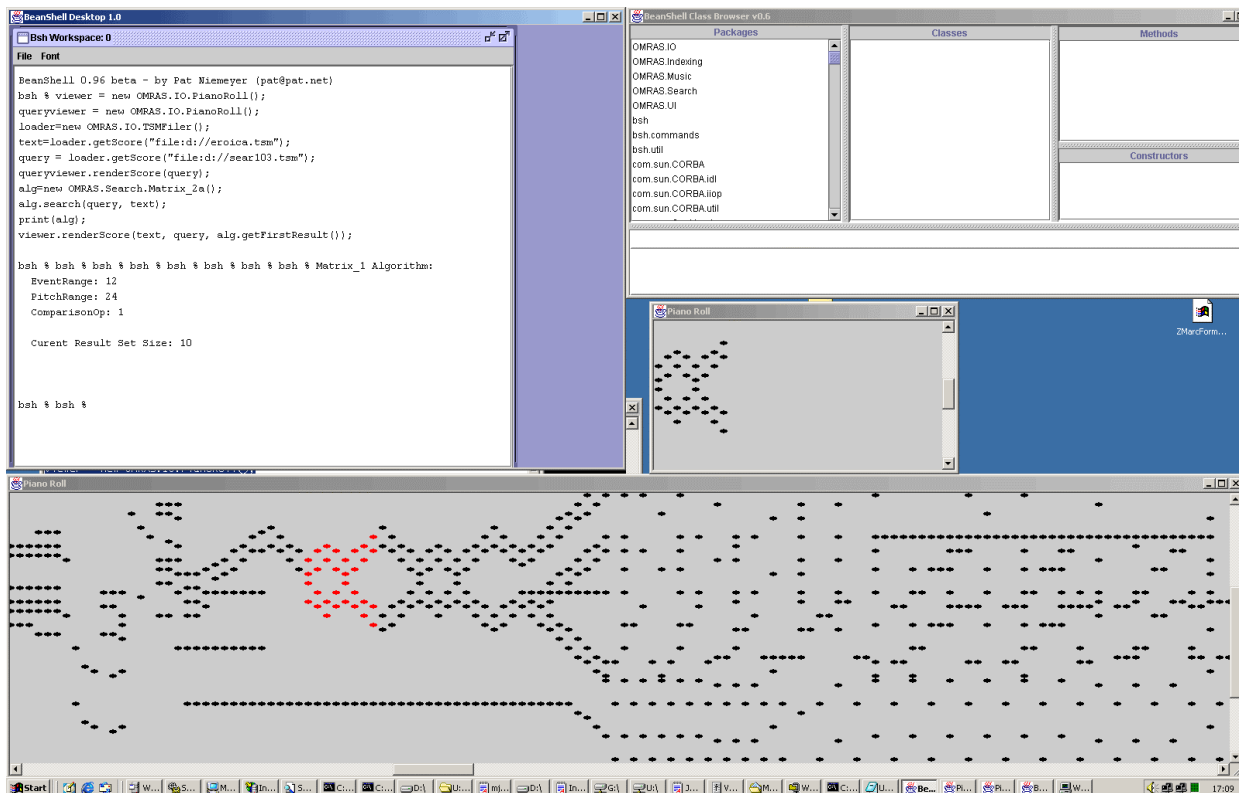 BeanShell Desktop 1.0
Bsh Workspace: 0
File Font
BeanShell 0.96 beta - by Pat Niemeyer (pat@pat.net)
bsh % viewer = new OMRAS.IO.PianoRoll();
queryviewer = new OMRAS.IO.PianoRoll();
loader=new OMRAS.IO.TSMFiler();
text=loader.getScore("file:d://eroica.tsm");
query = loader.getScore("file:d://sear103.tsm");
queryviewer.renderScore(query);
alg=new OMRAS.Search.Matrix_2a();
alg.search(query, text);
print(alg);
viewer.renderScore(text, query, alg.getFirstResult());
bsh % bsh % bsh % bsh % bsh % bsh % bsh % bsh % Matrix_1 Algorithm:
EventRange: 12
PitchRange: 24
ComparisonOp: 1
Curent Result Set Size: 10
bsh % bsh %
BeanShell Class Browser v0.6
Packages
Classes
Methods
OMRAS.IO
OMRAS.Indexing
OMRAS.Music
OMRAS.Search
OMRAS.UI
bsh
bsh.commands
bsh.util
com.sun.CORBA
com.sun.CORBA.idl
com.sun.CORBA.iiop
com.sun.CORBA.util
Constructors
Piano Roll
ZMarcForm...
Piano Roll
Start W... S... M... In... S... C:... C:... D:\ U:... mj... D:\ In... G:\ U:\ J... V... M... W... C:... U... Be... Pi... Pi... B... W... 17:09